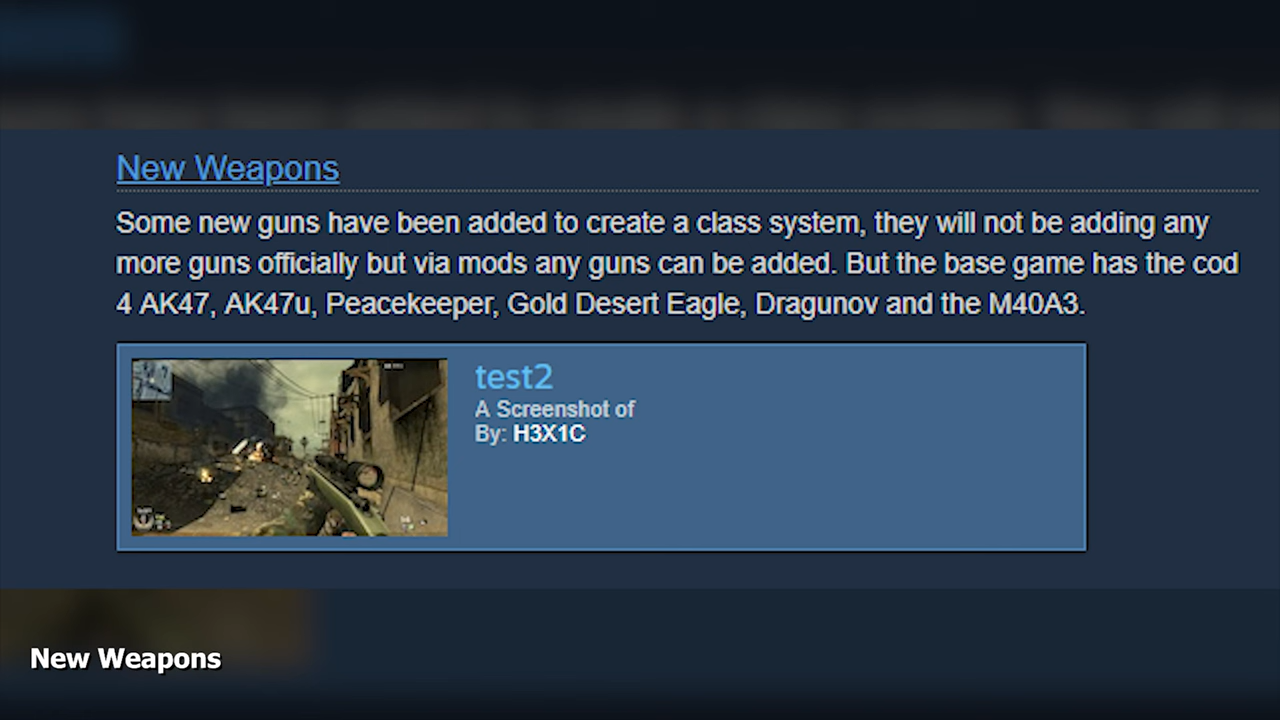 New Weapons
Some new guns have been added to create a class system, they will not be adding any
more guns officially but via mods any guns can be added. But the base game has the cod
4 AK47, AK47u, Peacekeeper, Gold Desert Eagle, Dragunov and the M40A3.
test2
A Screenshot of
By: H3X1C
New Weapons